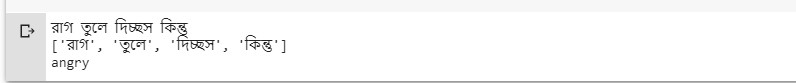 রাগ তুলে দিচ্ছস কিন্তু
['রাগ', 'তুলে', 'দিচ্ছস', 'কিন্তু']
angry